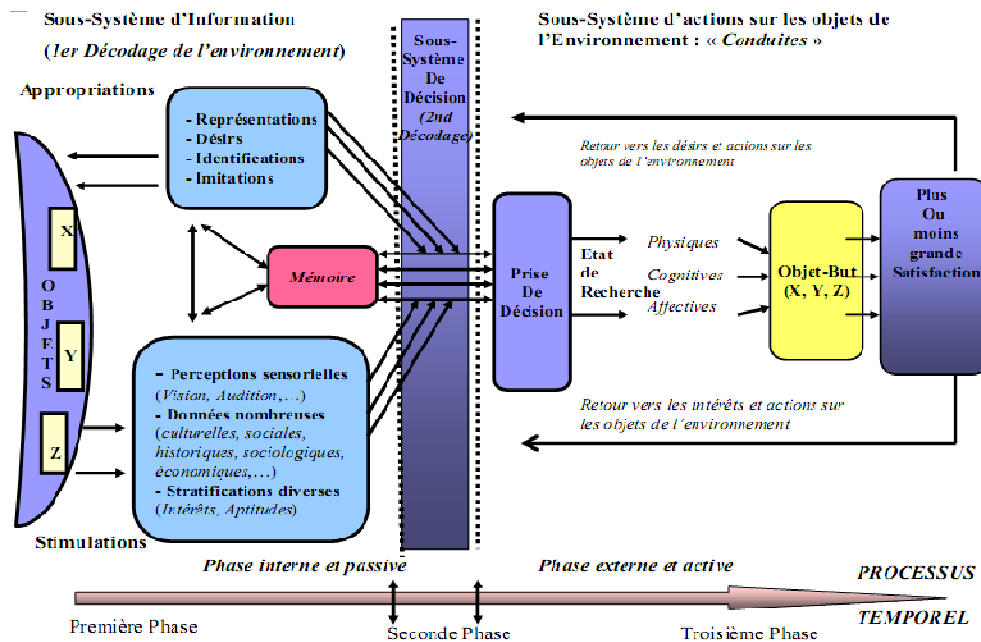 Sous-Système d’Information
(1er Décodage de l’environnement)
Sous-
Système
De
Décision
(2nd
Décodage)
Sous-Système d’actions sur les objets de
l’Environnement : « Conduites »
Appropriations
- Représentations
- Désirs
- Identifications
- Imitations
Retour vers les désirs et actions sur les
objets de l’environnement
OBJETS
X
Y
Z
Mémoire
Prise
De
Décision
Etat
de
Recherche
Physiques
Cognitives
Affectives
Objet-But
(X, Y, Z)
Plus
Ou
moins
grande
Satisfaction
– Perceptions sensorielles
(Vision, Audition,…)
- Données nombreuses
(culturelles, sociales,
historiques, sociologiques,
économiques,…)
- Stratifications diverses
(Intérêts, Aptitudes)
Retour vers les intérêts et actions sur
les objets de l’environnement
Stimulations
Phase interne et passive
Phase externe et active
PROCESSUS
TEMPOREL
Première Phase
Seconde Phase
Troisième Phase